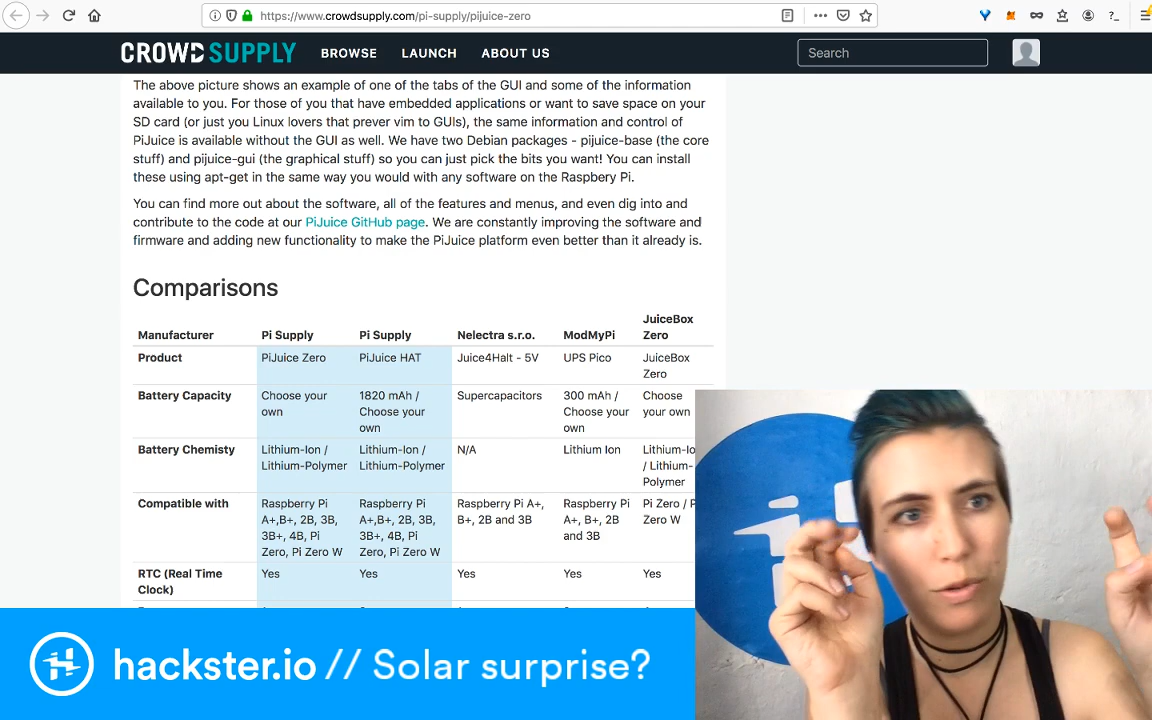 https://www.crowdsupply.com/pi-supply/pijuice-zero
CROWD SUPPLY BROWSE LAUNCH ABOUT US Search
The above picture shows an example of one of the tabs of the GUI and some of the information
available to you. For those of you that have embedded applications or want to save space on your
SD card (or just you Linux lovers that prever vim to GUIs), the same information and control of
PiJuice is available without the GUI as well. We have two Debian packages - pijuice-base (the core
stuff) and pijuice-gui (the graphical stuff) so you can just pick the bits you want! You can install
these using apt-get in the same way you would with any software on the Raspbery Pi.
You can find more out about the software, all of the features and menus, and even dig into and
contribute to the code at our PiJuice GitHub page. We are constantly improving the software and
firmware and adding new functionality to make the PiJuice platform even better than it already is.
Comparisons
JuiceBox
Manufacturer Pi Supply Pi Supply Nelectra s.r.o. ModMyPi Zero
Product PiJuice Zero PiJuice HAT Juice4Halt - 5V UPS Pico JuiceBox
Zero
Battery Capacity Choose your 1820 mAh / Supercapacitors 300 mAh / Choose
own Choose your Choose your your own
own own
Battery Chemisty Lithium-Ion / Lithium-Ion / N/A Lithium Ion Lithium-Io
Lithium-Polymer Lithium-Polymer / Lithium-
Polymer
Compatible with Raspberry Pi Raspberry Pi Raspberry Pi A+, Raspberry Pi Pi Zero / P
A+,B+, 2B, 3B, A+,B+, 2B, 3B, B+, 2B and 3B A+, B+, 2B Zero W
3B+, 4B, Pi 3B+, 4B, Pi and 3B
Zero, Pi Zero W Zero, Pi Zero W
RTC (Real Time Yes Yes Yes Yes Yes
Clock)
hackster.io // Solar surprise?